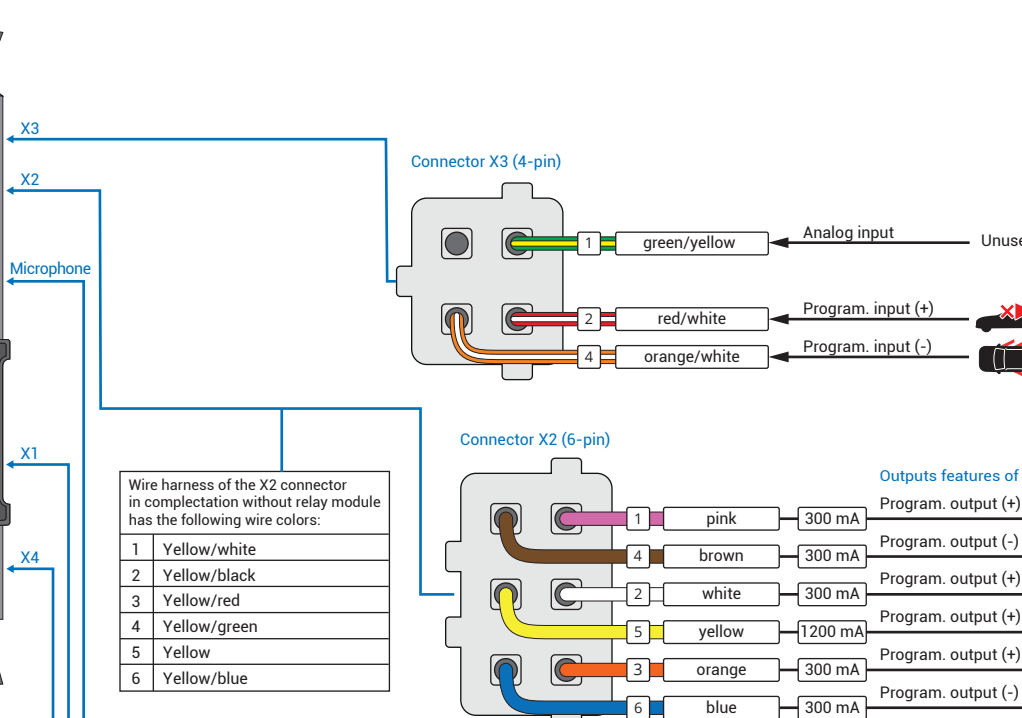 X3
X2
Microphone
X1
X4
Connector X3 (4-pin)
1 green/yellow Analog input
2 red/white Program. input (+)
4 orange/white Program. input (-)
Wire harness of the X2 connector
in complectation without relay module
has the following wire colors:
1 Yellow/white
2 Yellow/black
3 Yellow/red
4 Yellow/green
5 Yellow
6 Yellow/blue
Connector X2 (6-pin)
Outputs features of
1 pink 300 mA Program. output (+)
4 brown 300 mA Program. output (-)
2 white 300 mA Program. output (+)
5 yellow 1200 mA Program. output (+)
3 orange 300 mA Program. output (+)
6 blue 300 mA Program. output (-)